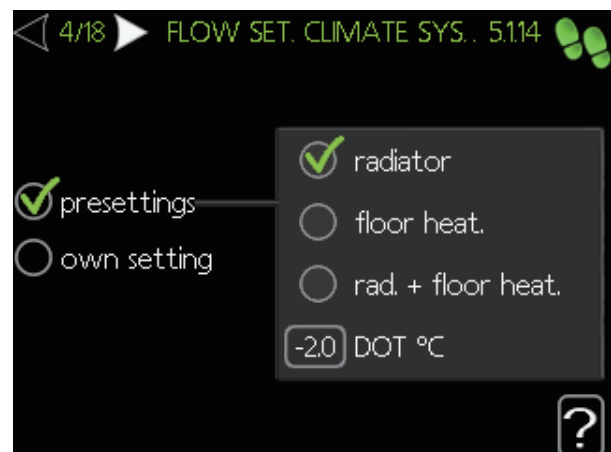 4/18 FLOW SET. CLIMATE SYS. . 5.1.14
presettings
own setting
radiator
floor heat.
rad. + floor heat.
-2.0 DOT °C
?